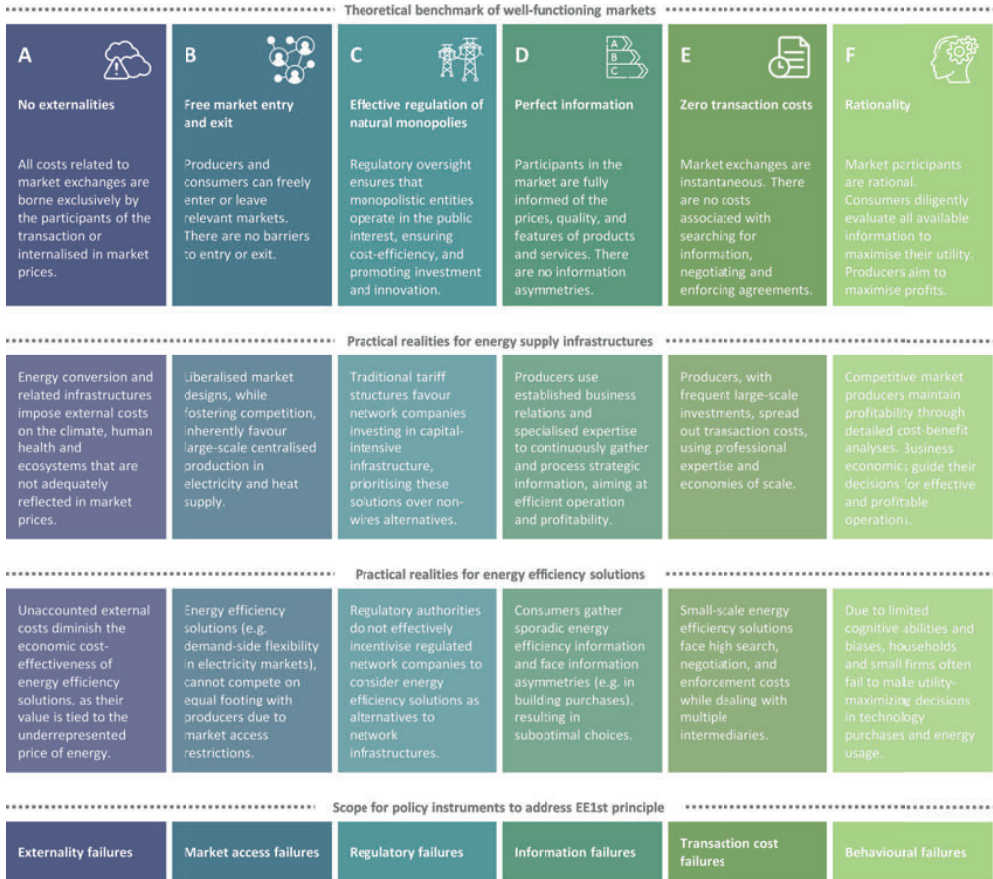 Theoretical benchmark of well-functioning markets
A
No externalities
All costs related to
market exchanges are
borne exclusively by
the participants of the
transaction or
internalised in market
prices.
B
Free market entry
and exit
Producers and
consumers can freely
enter or leave
relevant markets.
There are no barriers
to entry or exit.
C
Effective regulation of
natural monopolies
Regulatory oversight
ensures that
monopolistic entities
operate in the public
interest, ensuring
cost-efficiency, and
promoting investment
and innovation.
D
A
B
C
Perfect information
Participants in the
market are fully
informed of the
prices, quality, and
features of products
and services. There
are no information
asymmetries.
E
Zero transaction costs
Market exchanges are
instantaneous. There
are no costs
associated with
searching for
information,
negotiating and
enforcing agreements.
F
Rationality
Market participants
are rational.
Consumers diligently
evaluate all available
information to
maximise their utility.
Producers aim to
maximise profits.
Practical realities for energy supply infrastructures
Energy conversion and
related infrastructures
impose external costs
on the climate, human
health and
ecosystems that are
not adequately
reflected in market
prices.
Liberalised market
designs, while
fostering competition,
inherently favour
large-scale centralised
production in
electricity and heat
supply.
Traditional tariff
structures favour
network companies
investing in capital-
intensive
infrastructure,
prioritising these
solutions over non-
wires alternatives.
Producers use
established business
relations and
specialised expertise
to continuously gather
and process strategic
information, aiming at
efficient operation
and profitability.
Producers, with
frequent large-scale
investments, spread
out transaction costs,
using professional
expertise and
economies of scale.
Competitive market
producers maintain
profitability through
detailed cost-benefit
analyses. Business
economics guide their
decisions for effective
and profitable
operations.
Practical realities for energy efficiency solutions
Unaccounted external
costs diminish the
economic cost-
effectiveness of
energy efficiency
solutions, as their
value is tied to the
underrepresented
price of energy.
Energy efficiency
solutions (e.g.
demand-side flexibility
in electricity markets),
cannot compete on
equal footing with
producers due to
market access
restrictions.
Regulatory authorities
do not effectively
incentivise regulated
network companies to
consider energy
efficiency solutions as
alternatives to
network
infrastructures.
Consumers gather
sporadic energy
efficiency information
and face information
asymmetries (e.g. in
building purchases),
resulting in
suboptimal choices.
Small-scale energy
efficiency solutions
face high search,
negotiation, and
enforcement costs
while dealing with
multiple
intermediaries.
Due to limited
cognitive abilities and
biases, households
and small firms often
fail to make utility-
maximizing decisions
in technology
purchases and energy
usage.
Scope for policy instruments to address EE1st principle
Externality failures
Market access failures
Regulatory failures
Information failures
Transaction cost
failures
Behavioural failures